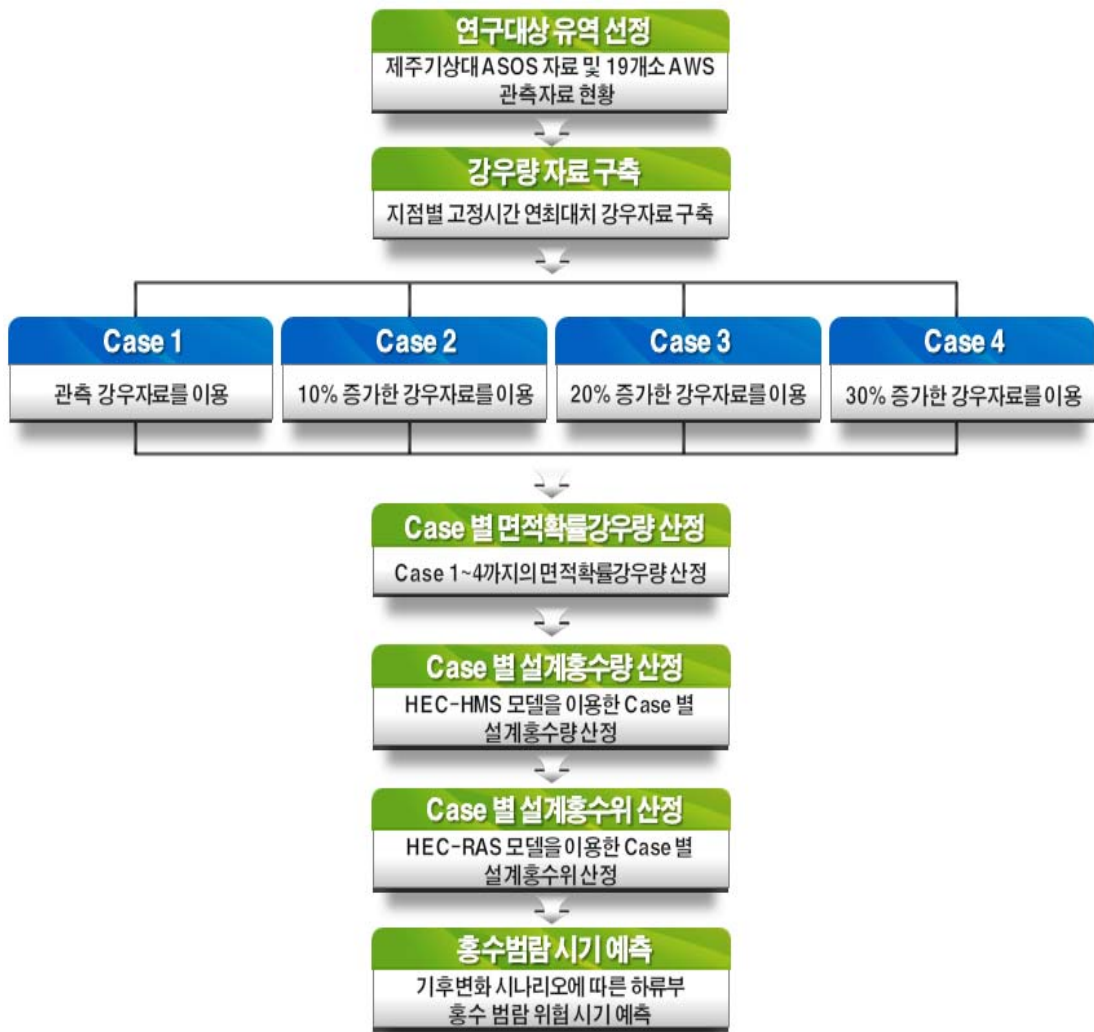 연구대상 유역 선정
제주기상대 ASOS 자료 및 19개소 AWS
관측자료 현황
강우량 자료 구축
지점별 고정시간 연최대치 강우자료 구축
Case 1
관측 강우자료를 이용
Case 2
10% 증가한 강우자료를 이용
Case 3
20% 증가한 강우자료를 이용
Case 4
30% 증가한 강우자료를 이용
Case 별 면적확률강우량 산정
Case 1~4까지의 면적확률강우량 산정
Case 별 설계홍수량 산정
HEC-HMS 모델을 이용한 Case 별
설계홍수량 산정
Case 별 설계홍수위 산정
HEC-RAS 모델을 이용한 Case 별
설계홍수위 산정
홍수범람 시기 예측
기후변화 시나리오에 따른 하류부
홍수 범람 위험 시기 예측